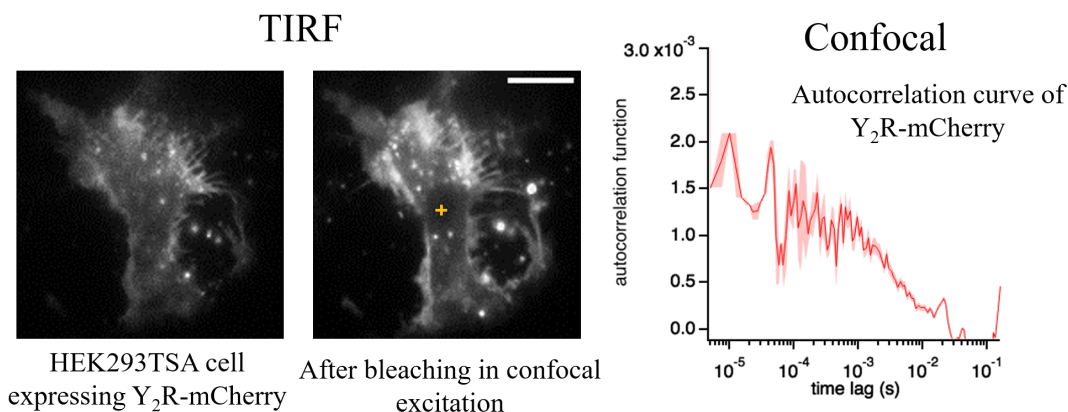 TIRF
HEK293TSA cell
expressing Y₂R-mCherry
After bleaching in confocal
excitation
Confocal
Autocorrelation curve of
Y₂R-mCherry
autocorrelation function
3.0 x10⁻³
2.5
2.0
1.5
1.0
0.5
0.0
10⁻⁵ 10⁻⁴ 10⁻³ 10⁻² 10⁻¹
time lag (s)